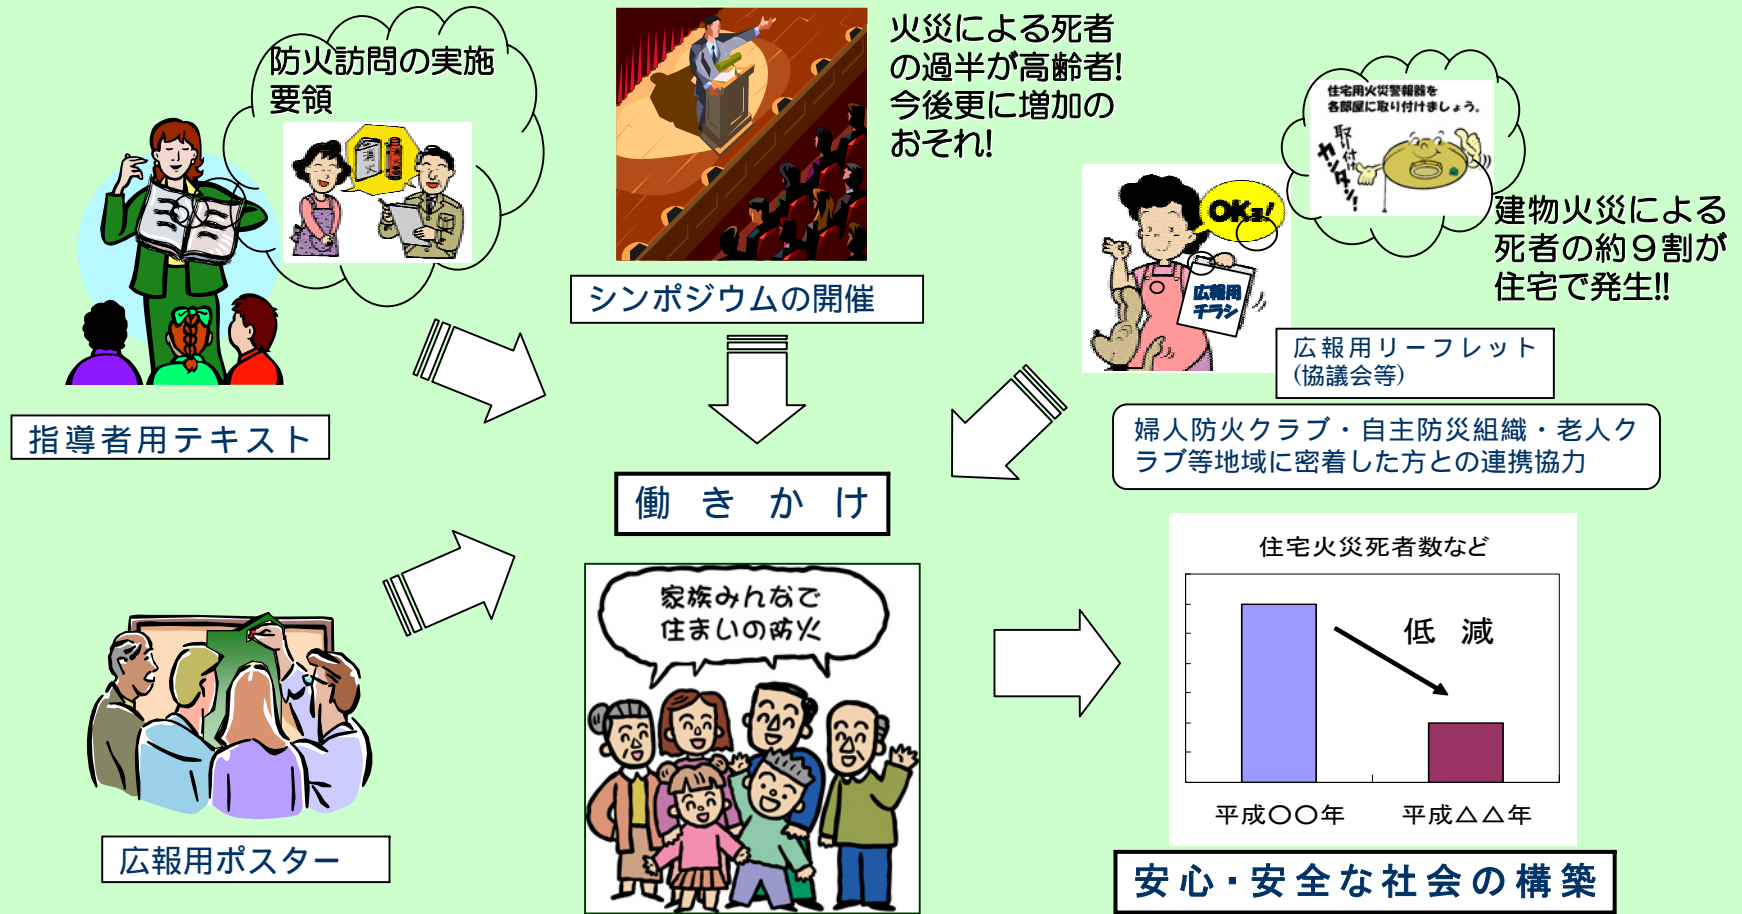 防火訪問の実施
要領
火災による死者
の過半が高齢者!
今後更に増加の
おそれ!
住宅用火災警報器を
各部屋に取り付けましょう。
取り付け
カンタン!
OKよ!
広報用
チラシ
建物火災による
死者の約９割が
住宅で発生!!
シンポジウムの開催
広報用リーフレット
(協議会等)
指導者用テキスト
婦人防火クラブ・自主防災組織・老人ク
ラブ等地域に密着した方との連携協力
働きかけ
家族みんなで
住まいの防火
住宅火災死者数など
低 減
平成〇〇年
平成△△年
広報用ポスター
安心・安全な社会の構築